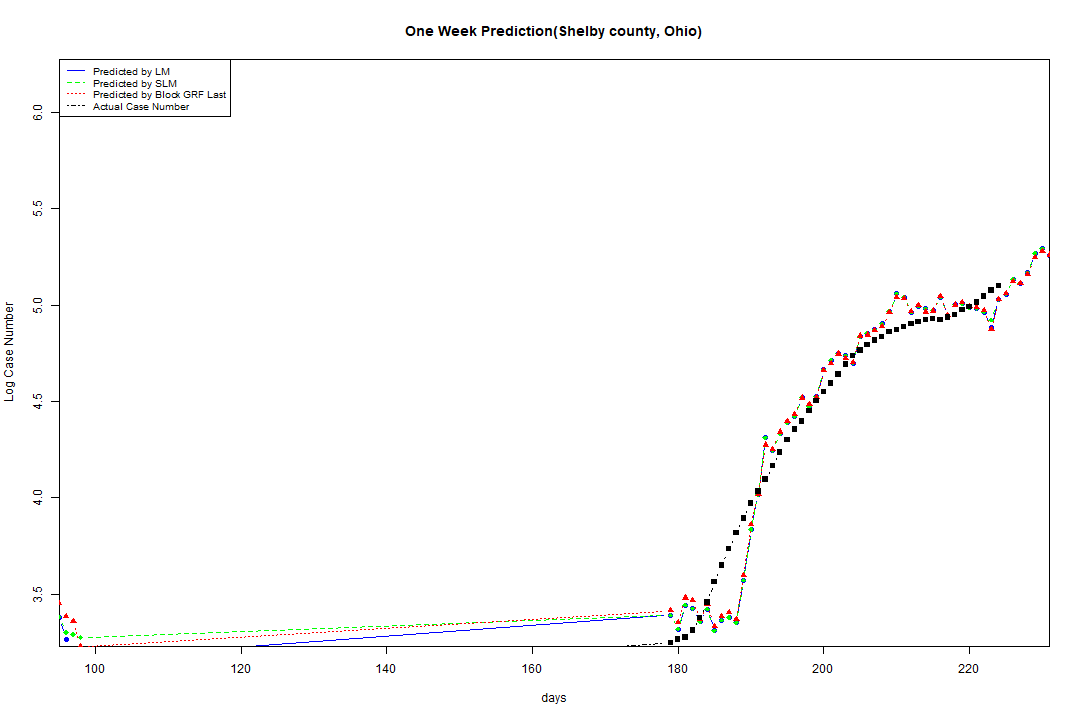 One Week Prediction(Shelby county, Ohio)
Predicted by LM
Predicted by SLM
Predicted by Block GRF Last
Actual Case Number
Log Case Number
6.0
5.5
5.0
4.5
4.0
3.5
100 120 140 160 180 200 220
days